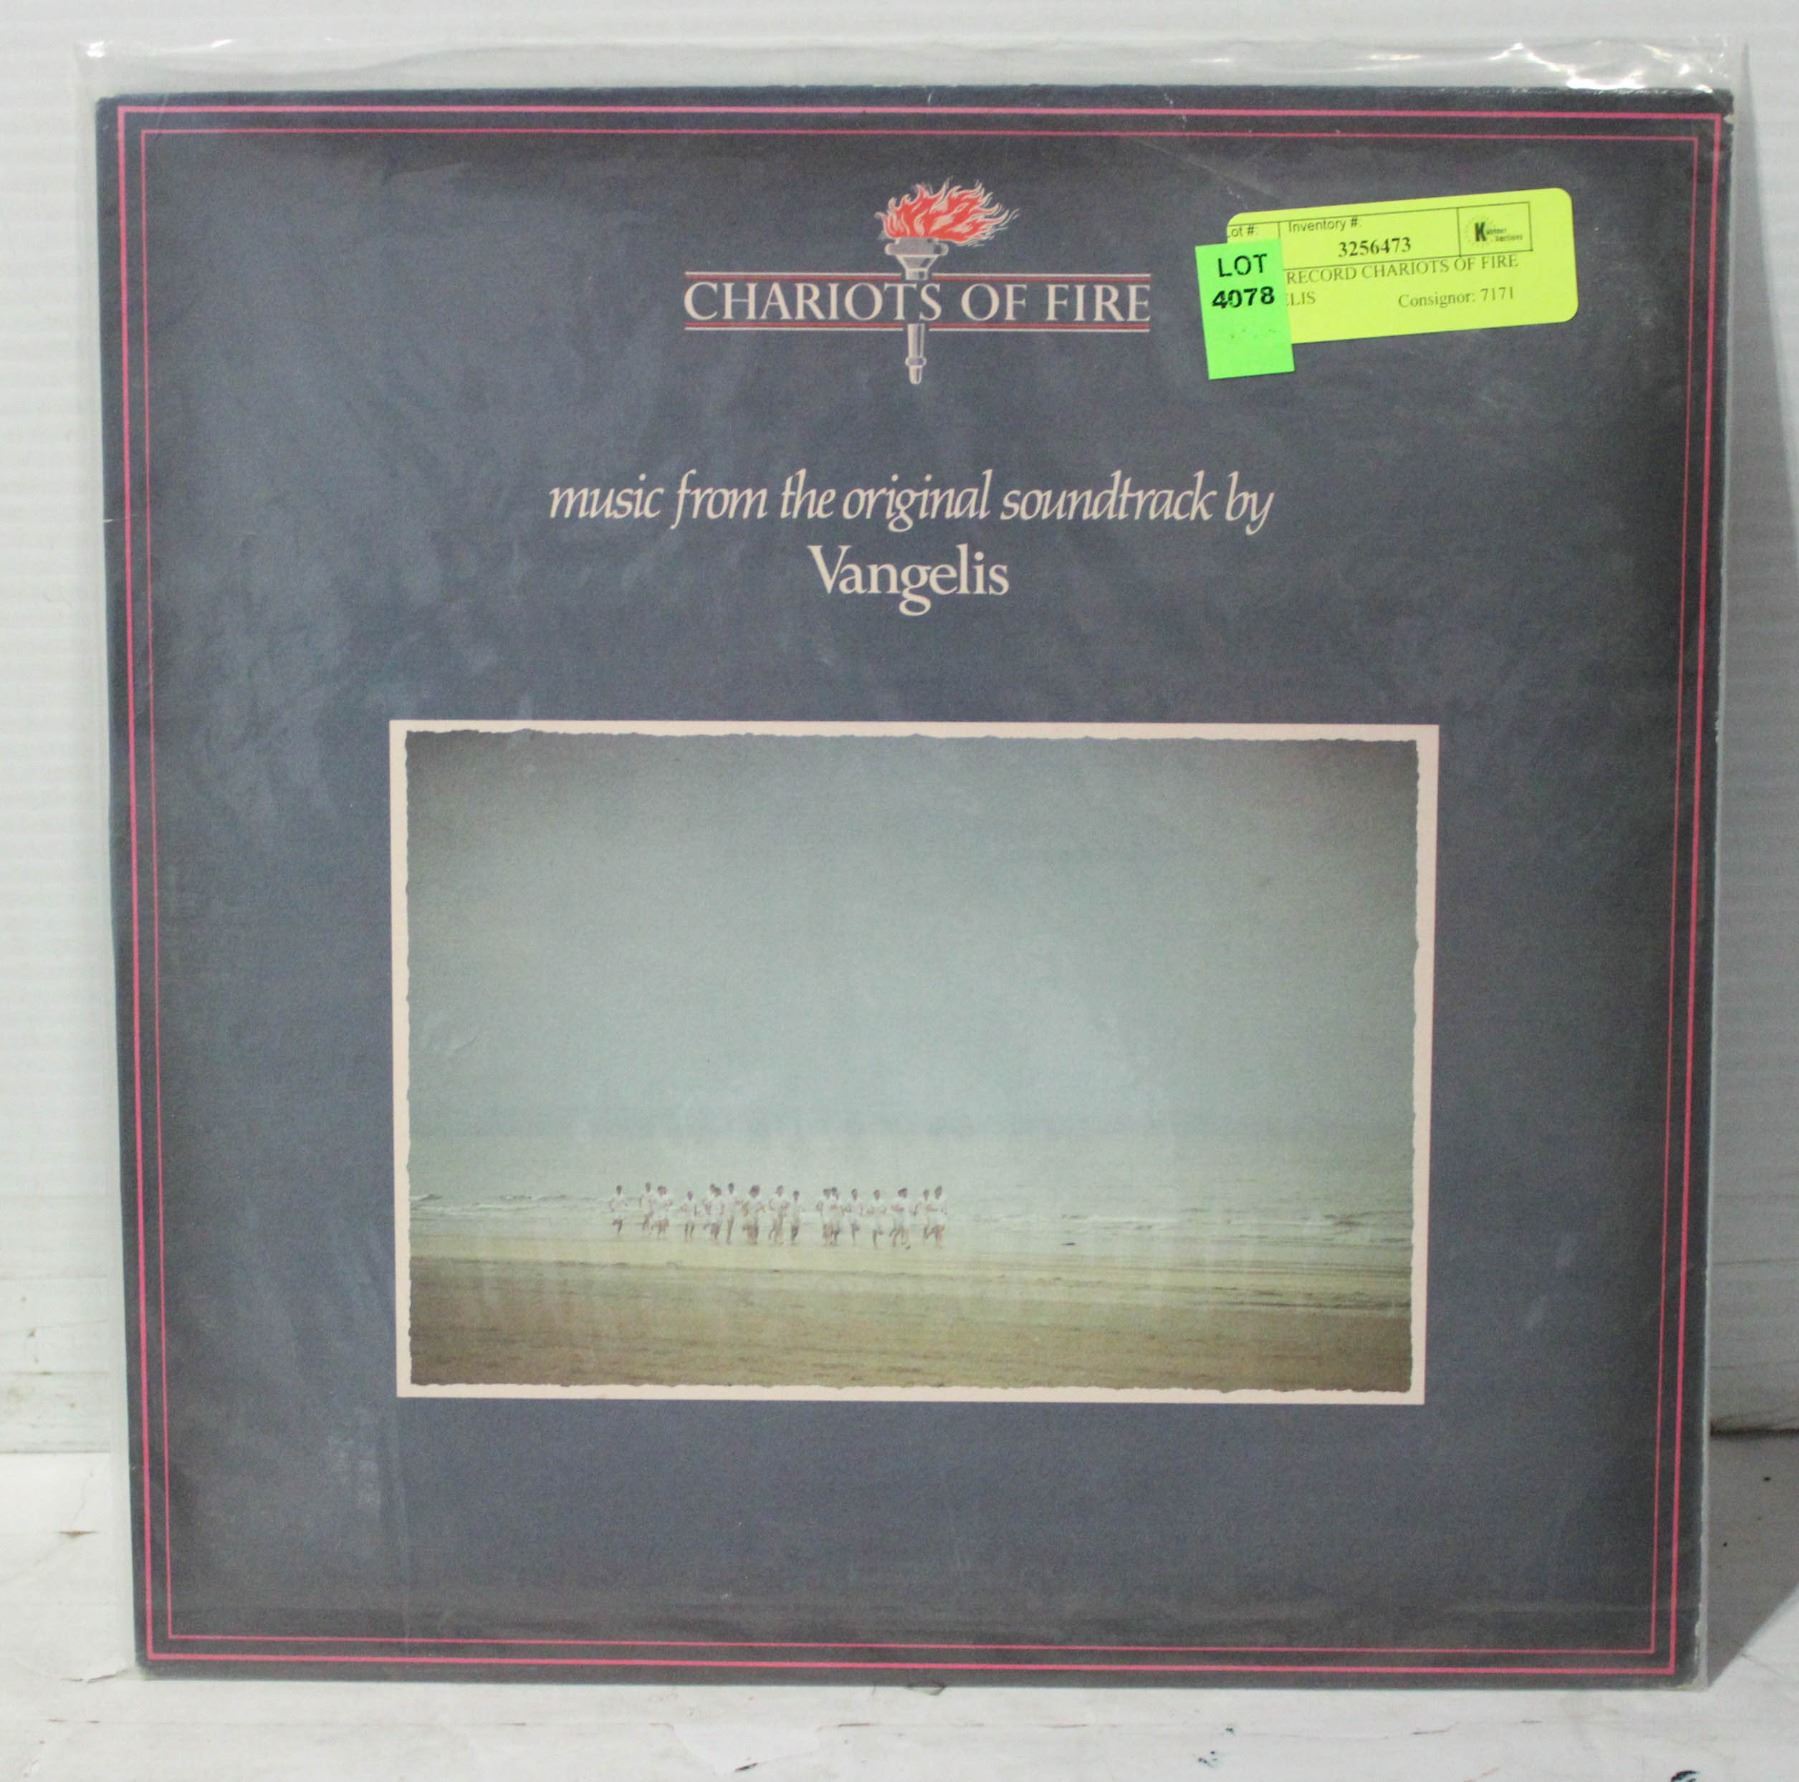 CHARIOTS OF FIRE
music from the original soundtrack by
Vangelis
Inventory #:
3256473
RECORD CHARIOTS OF FIRE
Consignor: 7171
LOT
4078